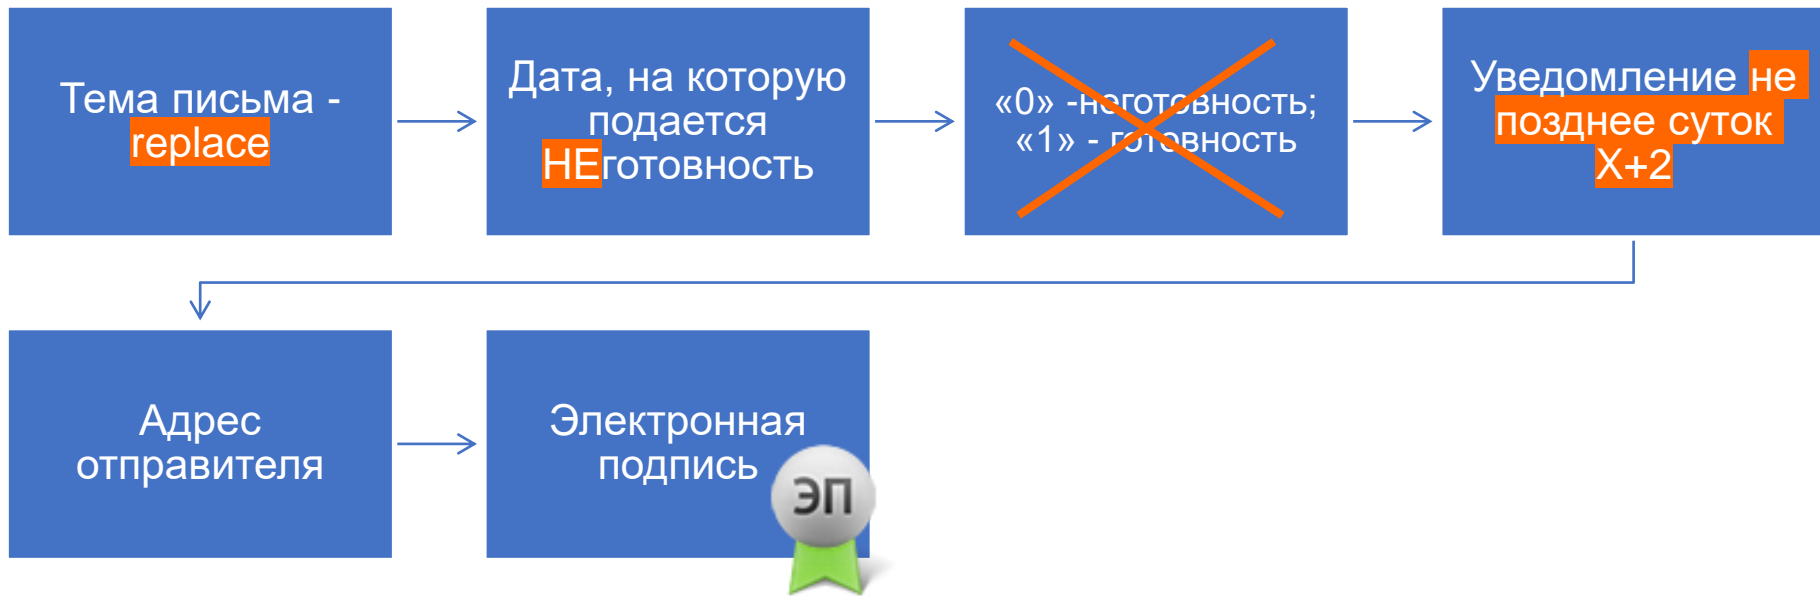 Тема письма -
replace
Дата, на которую
подается
НЕготовность
«0» -неготовность;
«1» - готовность
Уведомление не
позднее суток
X+2
Адрес
отправителя
Электронная
подпись
ЭП